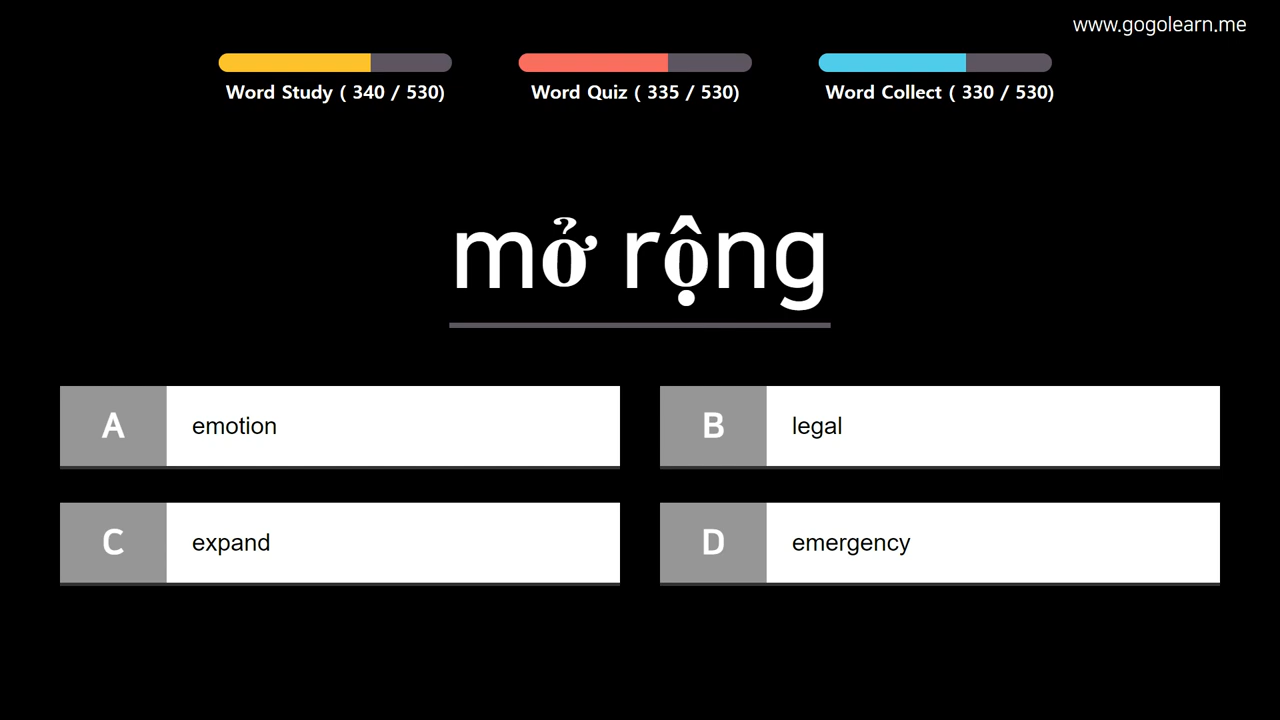 www.gogolearn.me
Word Study ( 340 / 530)
Word Quiz ( 335 / 530)
Word Collect ( 330 / 530)
mở rộng
A emotion
B legal
C expand
D emergency